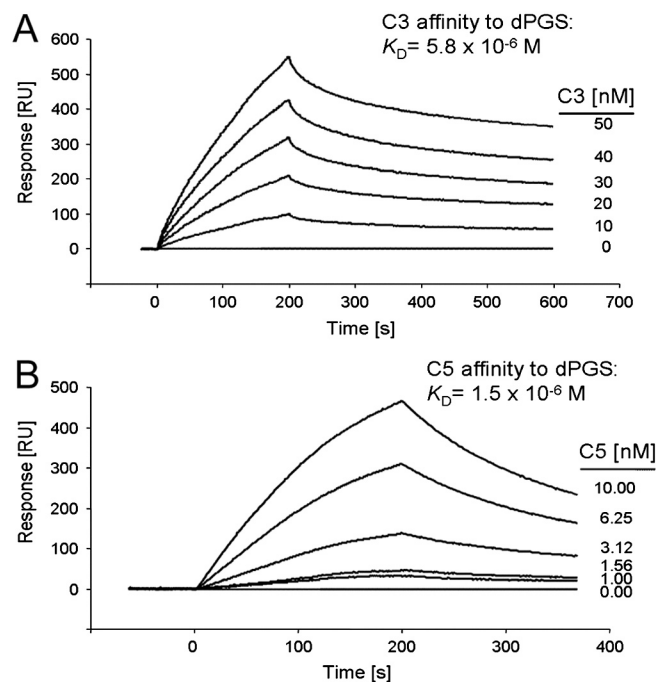 A
C3 affinity to dPGS:
KD= 5.8 x 10-6 M
C3 [nM]
600
500
400
300
200
100
0
Response [RU]
50
40
30
20
10
0
0 100 200 300 400 500 600 700
Time [s]
B
C5 affinity to dPGS:
KD= 1.5 x 10-6 M
C5 [nM]
500
400
300
200
100
0
Response [RU]
10.00
6.25
3.12
1.56
1.00
0.00
0 100 200 300 400
Time [s]